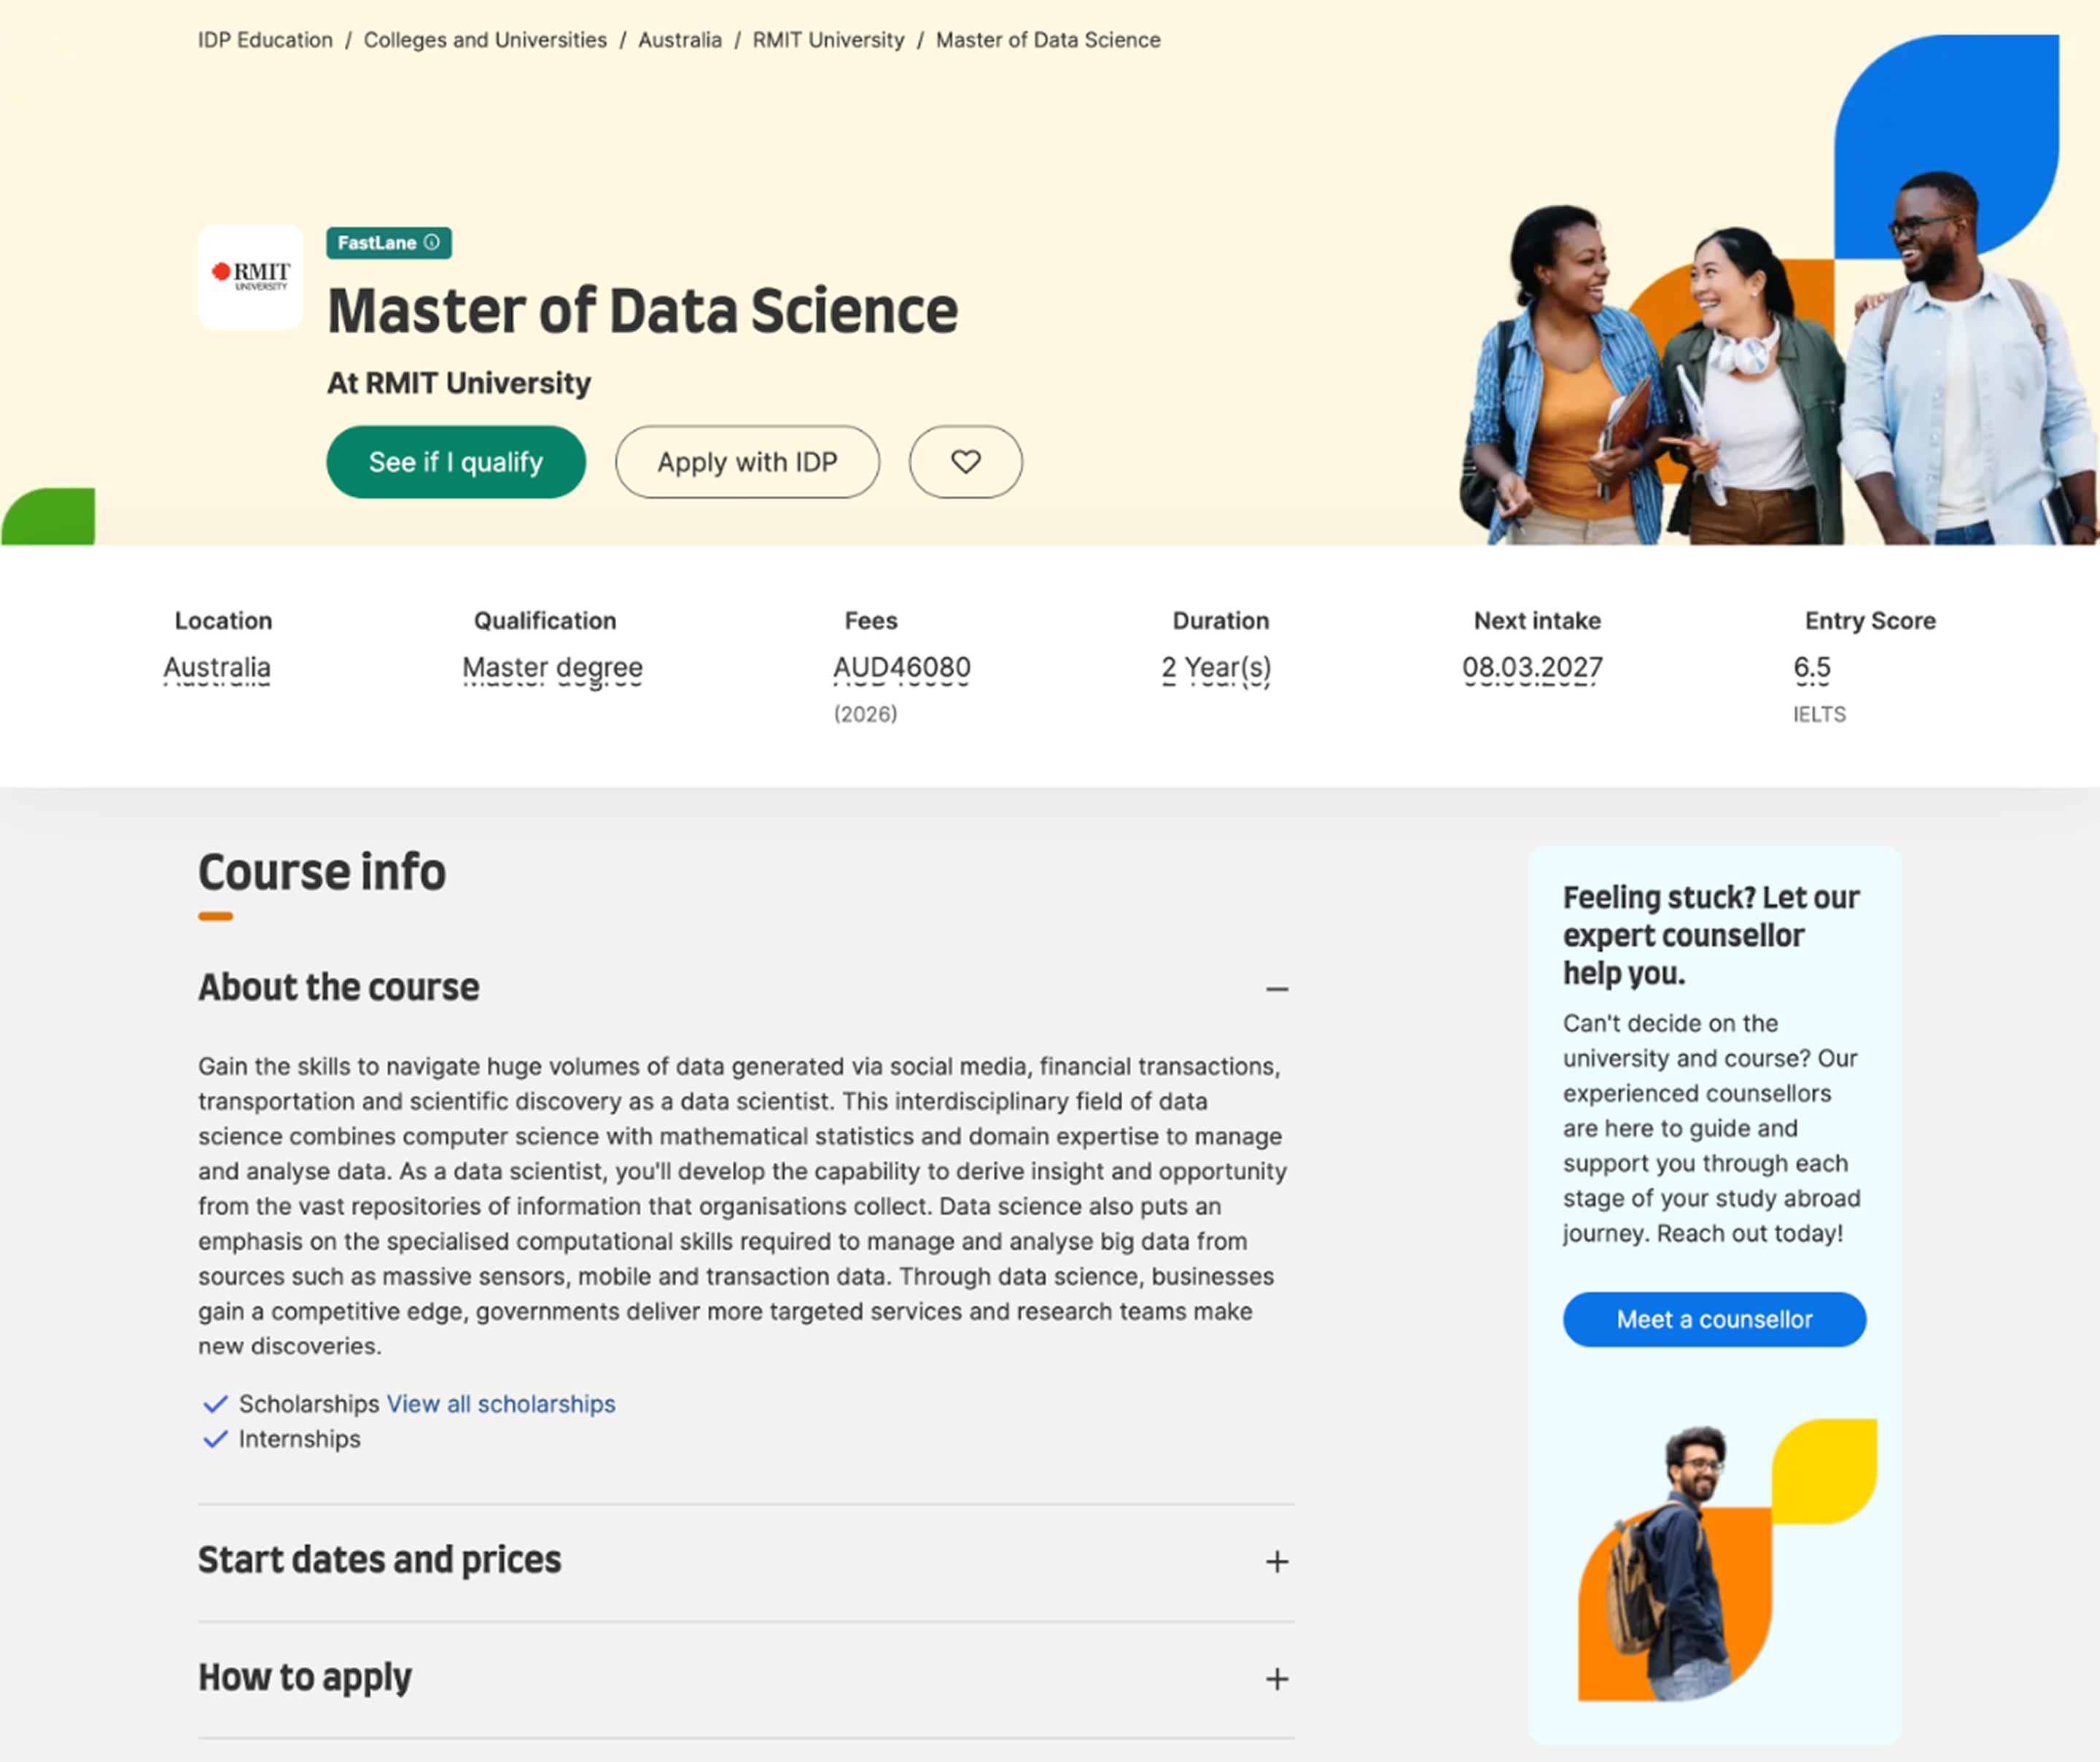 IDP Education / Colleges and Universities / Australia / RMIT University / Master of Data Science
RMIT
UNIVERSITY
FastLane
Master of Data Science
At RMIT University
See if I qualify
Apply with IDP
Location
Australia
Qualification
Master degree
Fees
AUD46080
(2026)
Duration
2 Year(s)
Next intake
08.03.2027
Entry Score
6.5
IELTS
Course info
About the course
Gain the skills to navigate huge volumes of data generated via social media, financial transactions,
transportation and scientific discovery as a data scientist. This interdisciplinary field of data
science combines computer science with mathematical statistics and domain expertise to manage
and analyse data. As a data scientist, you'll develop the capability to derive insight and opportunity
from the vast repositories of information that organisations collect. Data science also puts an
emphasis on the specialised computational skills required to manage and analyse big data from
sources such as massive sensors, mobile and transaction data. Through data science, businesses
gain a competitive edge, governments deliver more targeted services and research teams make
new discoveries.
Scholarships View all scholarships
Internships
Start dates and prices
How to apply
Feeling stuck? Let our
expert counsellor
help you.
Can't decide on the
university and course? Our
experienced counsellors
are here to guide and
support you through each
stage of your study abroad
journey. Reach out today!
Meet a counsellor